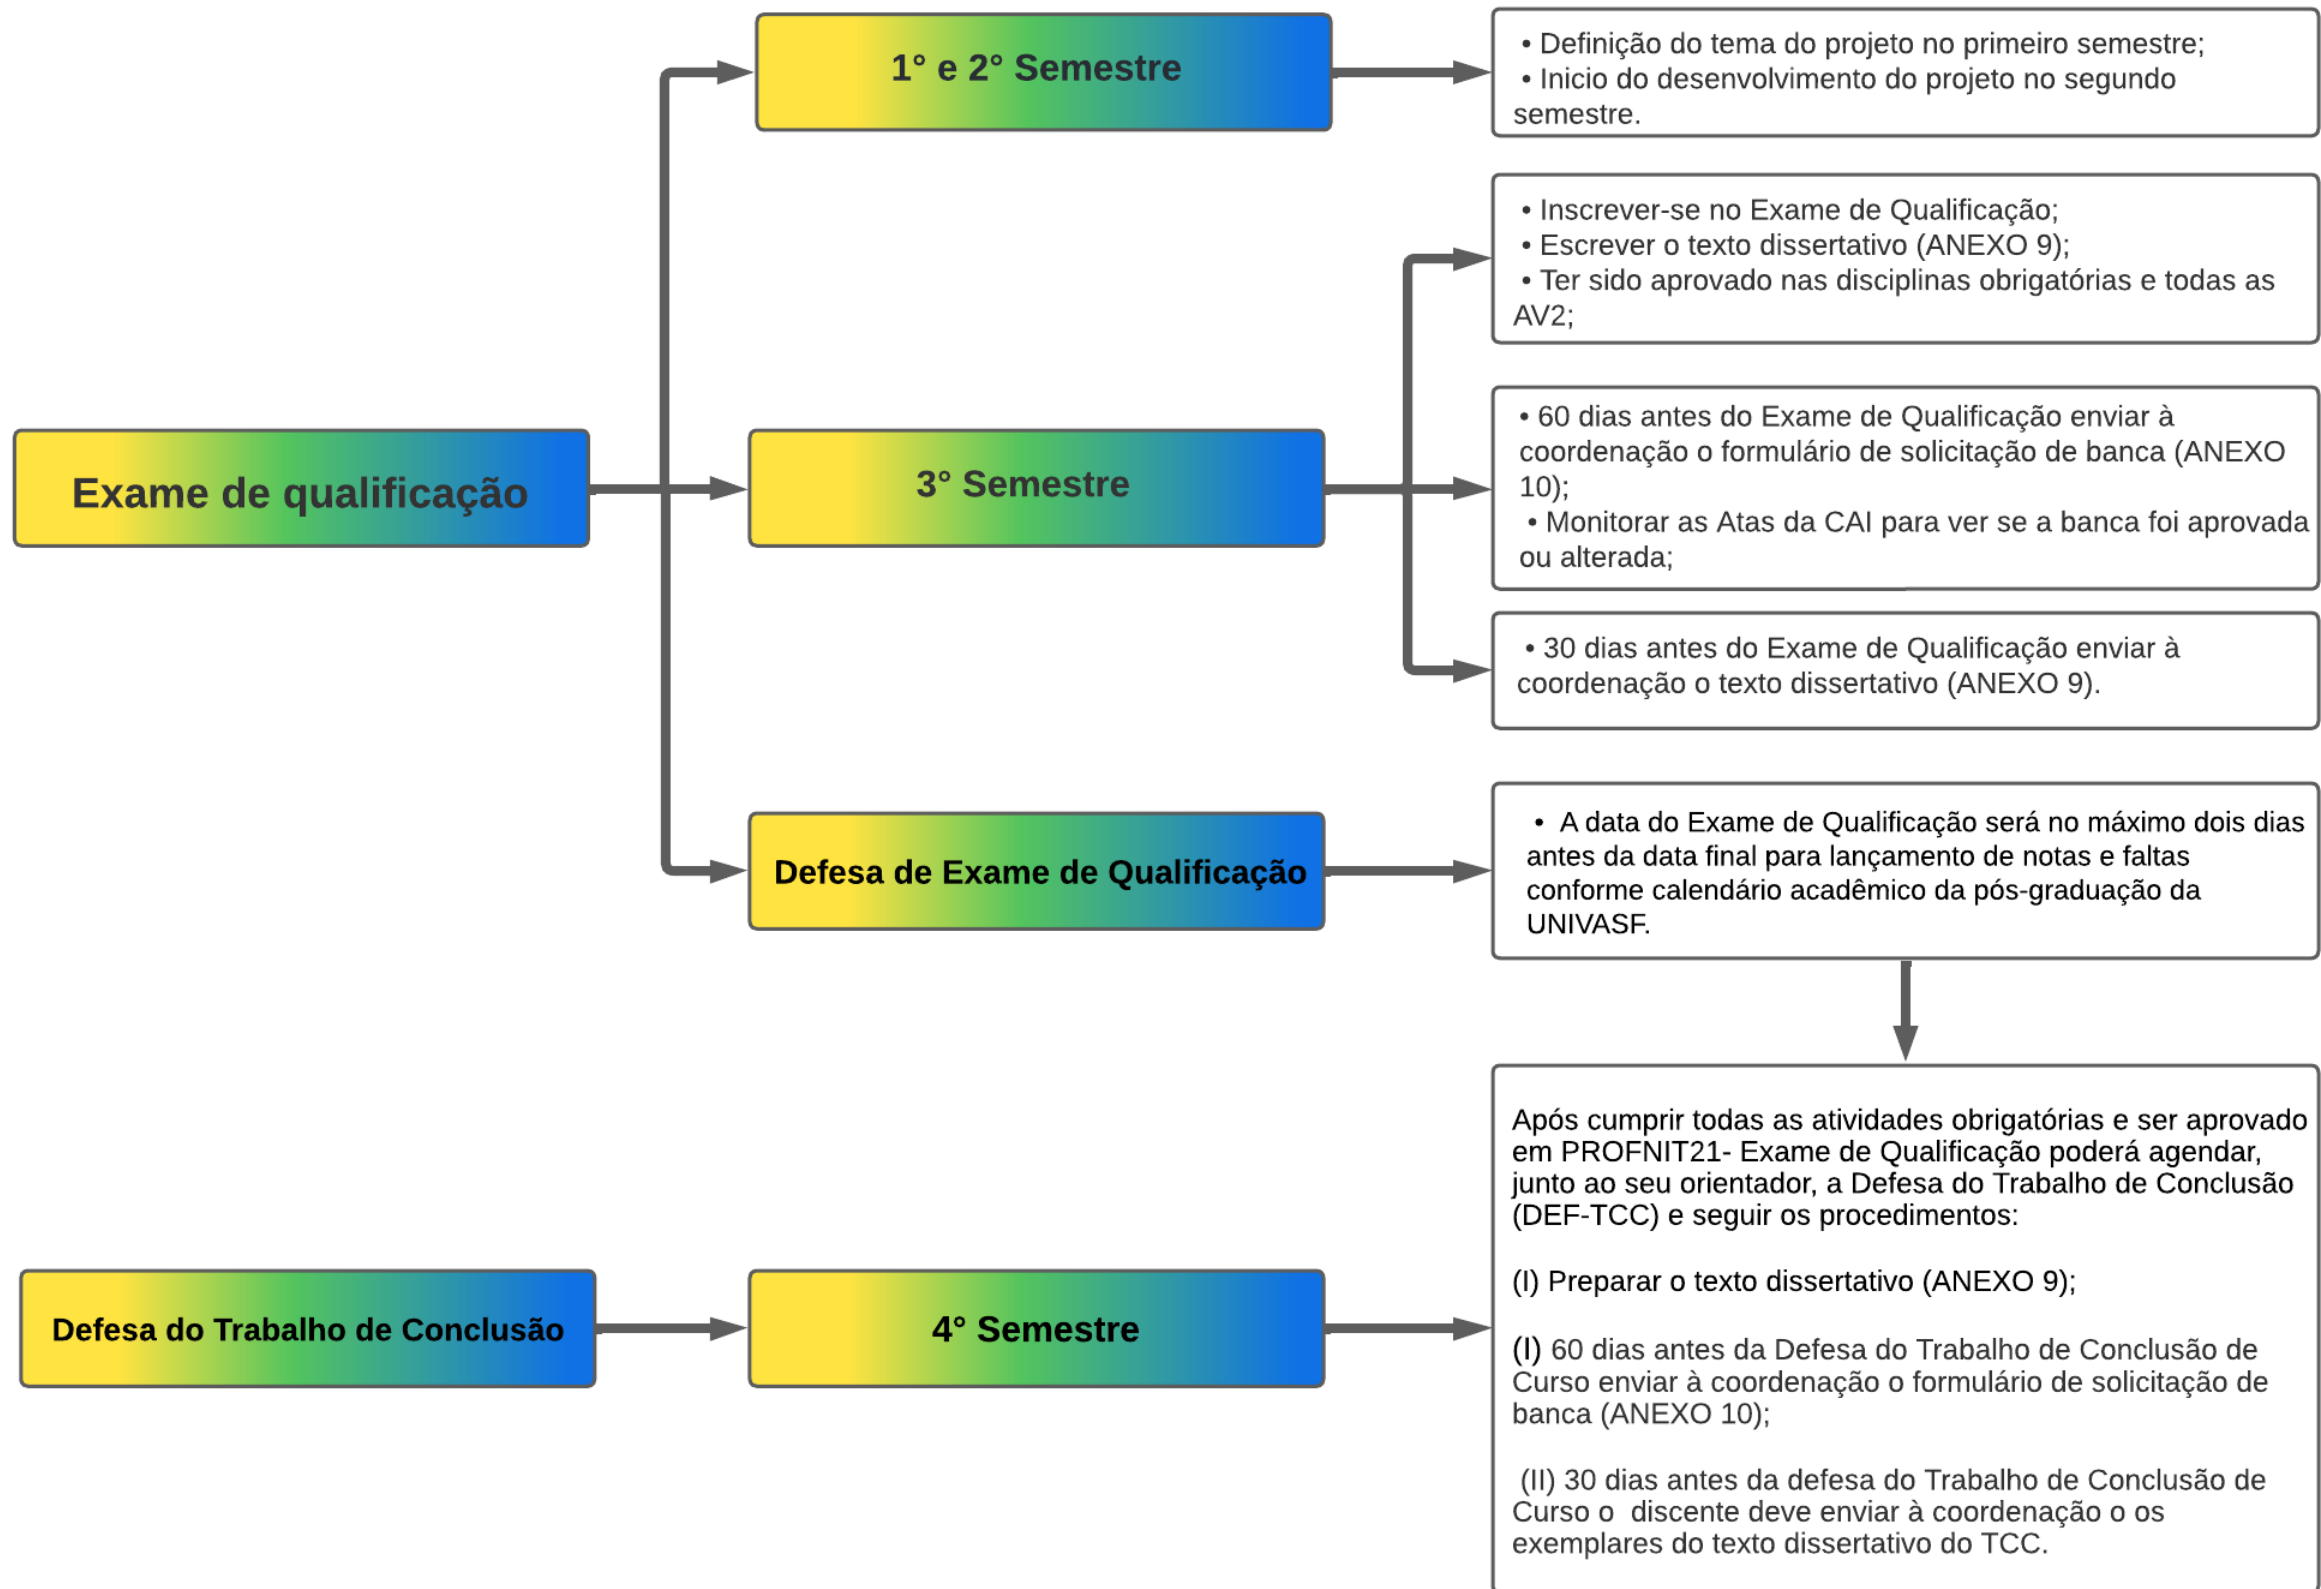 1° e 2° Semestre
• Definição do tema do projeto no primeiro semestre;
• Inicio do desenvolvimento do projeto no segundo
semestre.
• Inscrever-se no Exame de Qualificação;
• Escrever o texto dissertativo (ANEXO 9);
• Ter sido aprovado nas disciplinas obrigatórias e todas as
AV2;
Exame de qualificação
3° Semestre
• 60 dias antes do Exame de Qualificação enviar à
coordenação o formulário de solicitação de banca (ANEXO
10);
• Monitorar as Atas da CAI para ver se a banca foi aprovada
ou alterada;
• 30 dias antes do Exame de Qualificação enviar à
coordenação o texto dissertativo (ANEXO 9).
Defesa de Exame de Qualificação
• A data do Exame de Qualificação será no máximo dois dias
antes da data final para lançamento de notas e faltas
conforme calendário acadêmico da pós-graduação da
UNIVASF.
Defesa do Trabalho de Conclusão
4° Semestre
Após cumprir todas as atividades obrigatórias e ser aprovado
em PROFNIT21- Exame de Qualificação poderá agendar,
junto ao seu orientador, a Defesa do Trabalho de Conclusão
(DEF-TCC) e seguir os procedimentos:
(I) Preparar o texto dissertativo (ANEXO 9);
(I) 60 dias antes da Defesa do Trabalho de Conclusão de
Curso enviar à coordenação o formulário de solicitação de
banca (ANEXO 10);
(II) 30 dias antes da defesa do Trabalho de Conclusão de
Curso o  discente deve enviar à coordenação o os
exemplares do texto dissertativo do TCC.